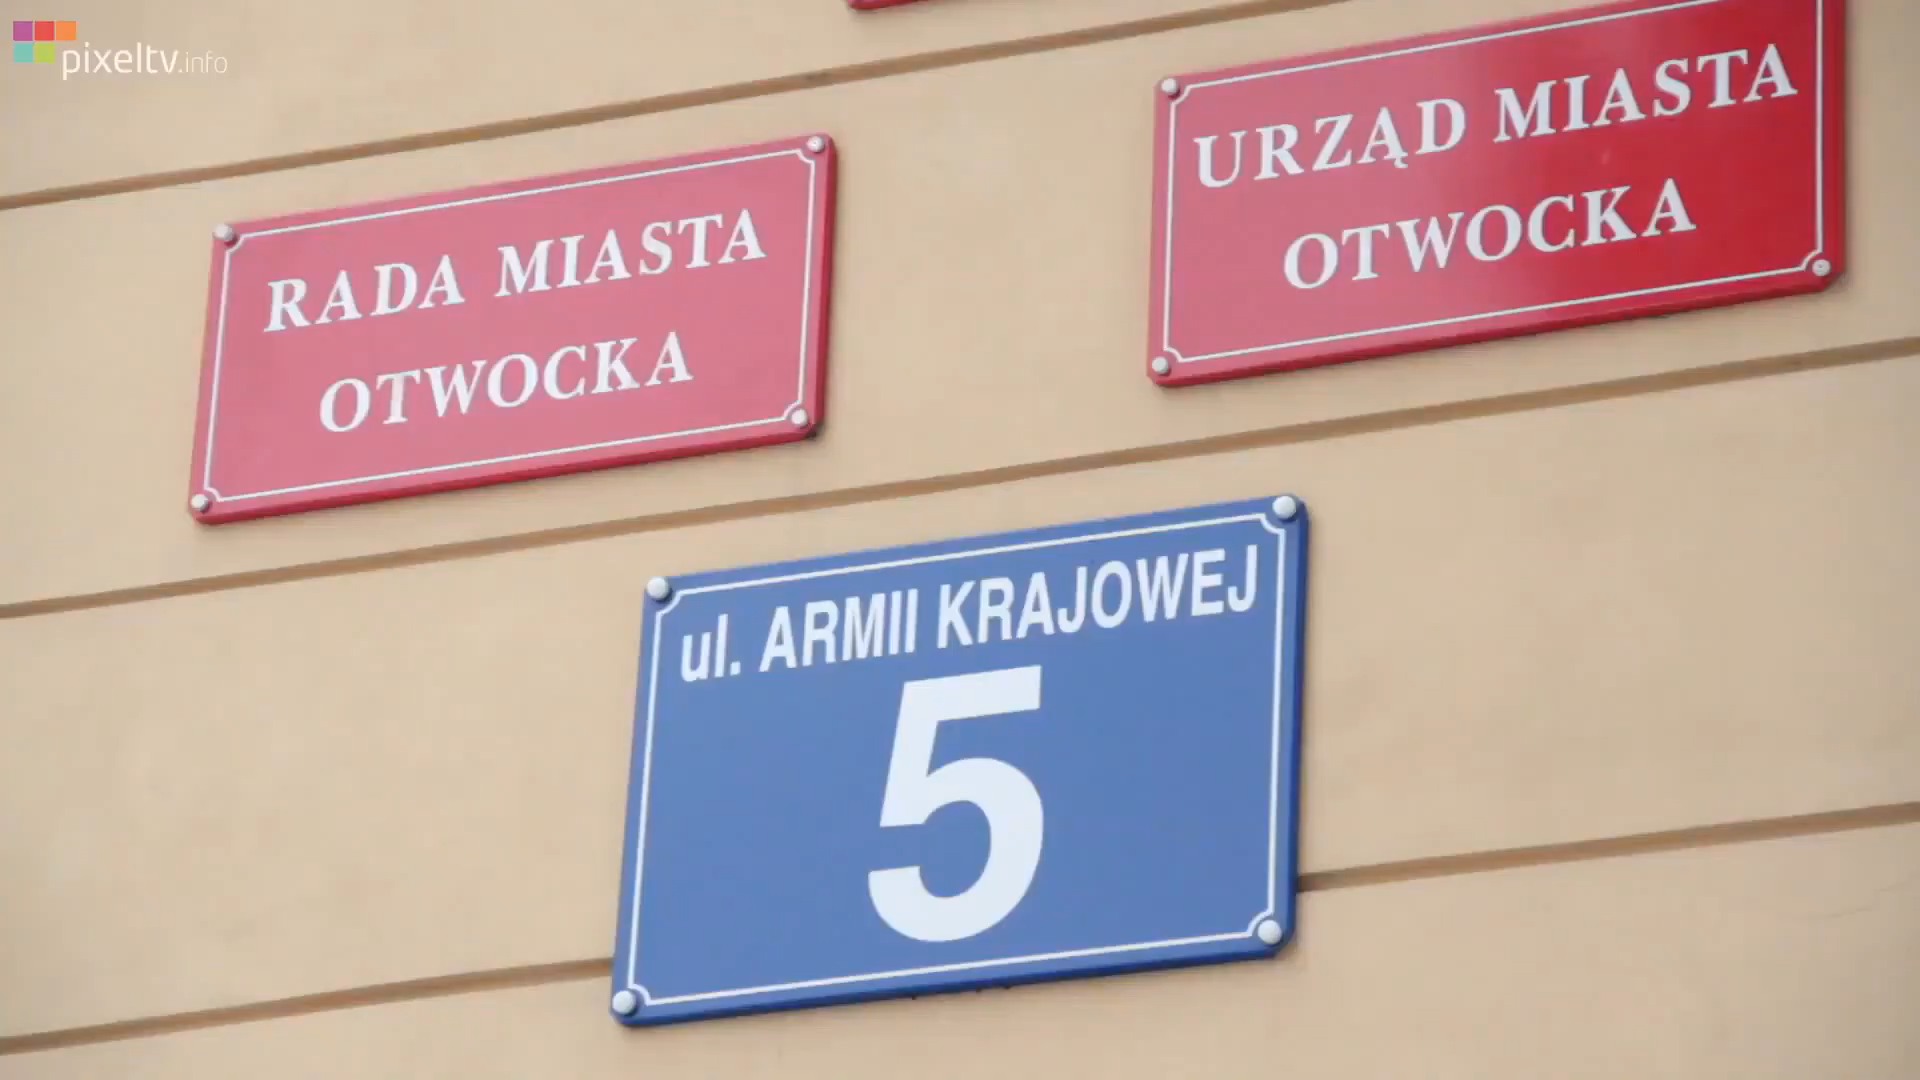 pixeltv.info
RADA MIASTA
OTWOCKA
URZĄD MIASTA
OTWOCKA
ul. ARMII KRAJOWEJ
5